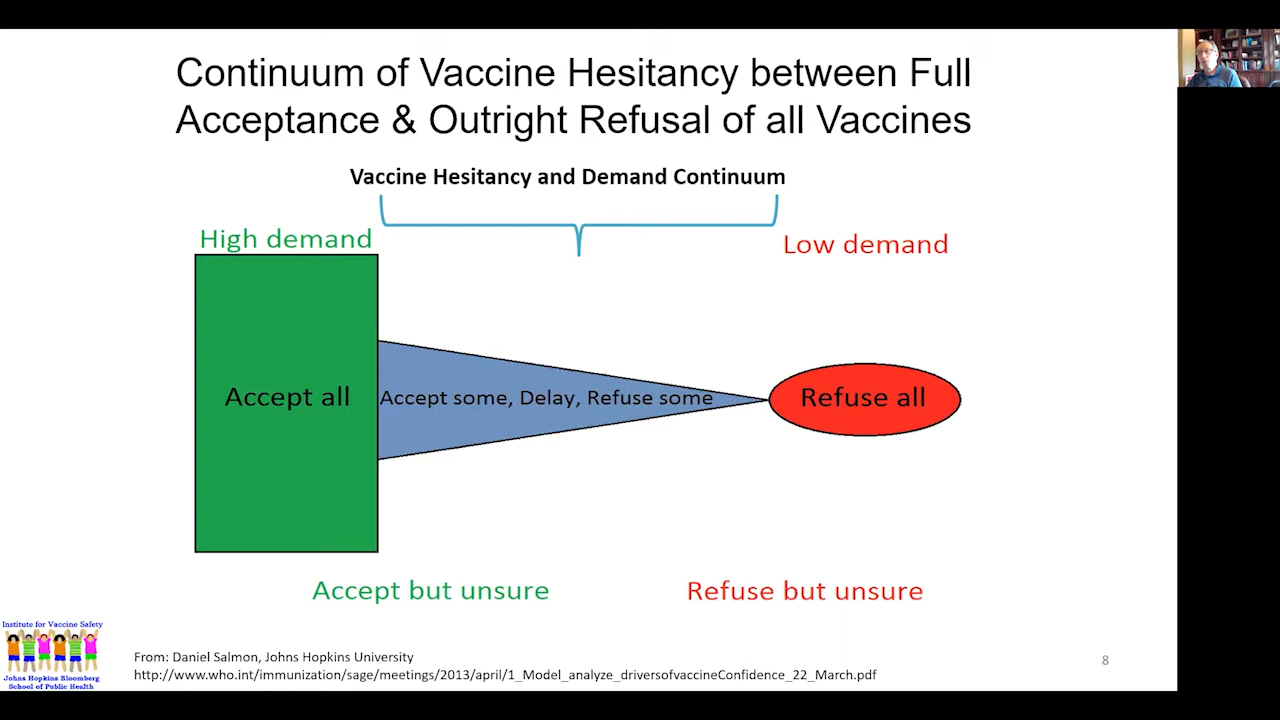 Continuum of Vaccine Hesitancy between Full
Acceptance & Outright Refusal of all Vaccines
Vaccine Hesitancy and Demand Continuum
High demand
Low demand
Accept all
Accept some, Delay, Refuse some
Refuse all
Accept but unsure
Refuse but unsure
Institute for Vaccine Safety
Johns Hopkins Bloomberg
School of Public Health
From: Daniel Salmon, Johns Hopkins University
http://www.who.int/immunization/sage/meetings/2013/april/1_Model_analyze_driversofvaccineConfidence_22_March.pdf
8